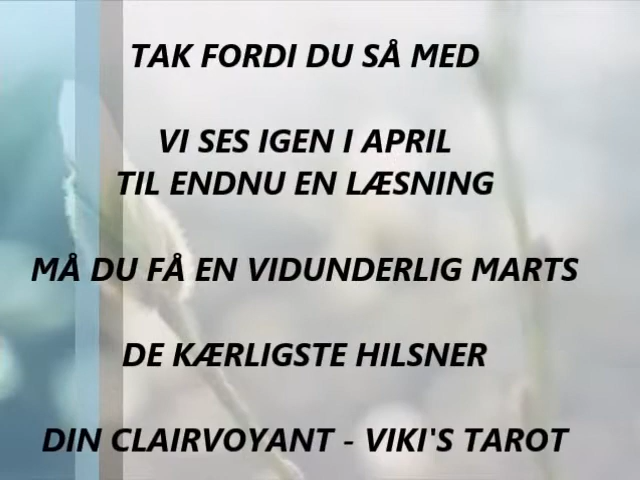 TAK FORDI DU SÅ MED
VI SES IGEN I APRIL
TIL ENDNU EN LÆSNING
MÅ DU FÅ EN VIDUNDERLIG MARTS
DE KÆRLIGSTE HILSNER
DIN CLAIRVOYANT - VIKI'S TAROT